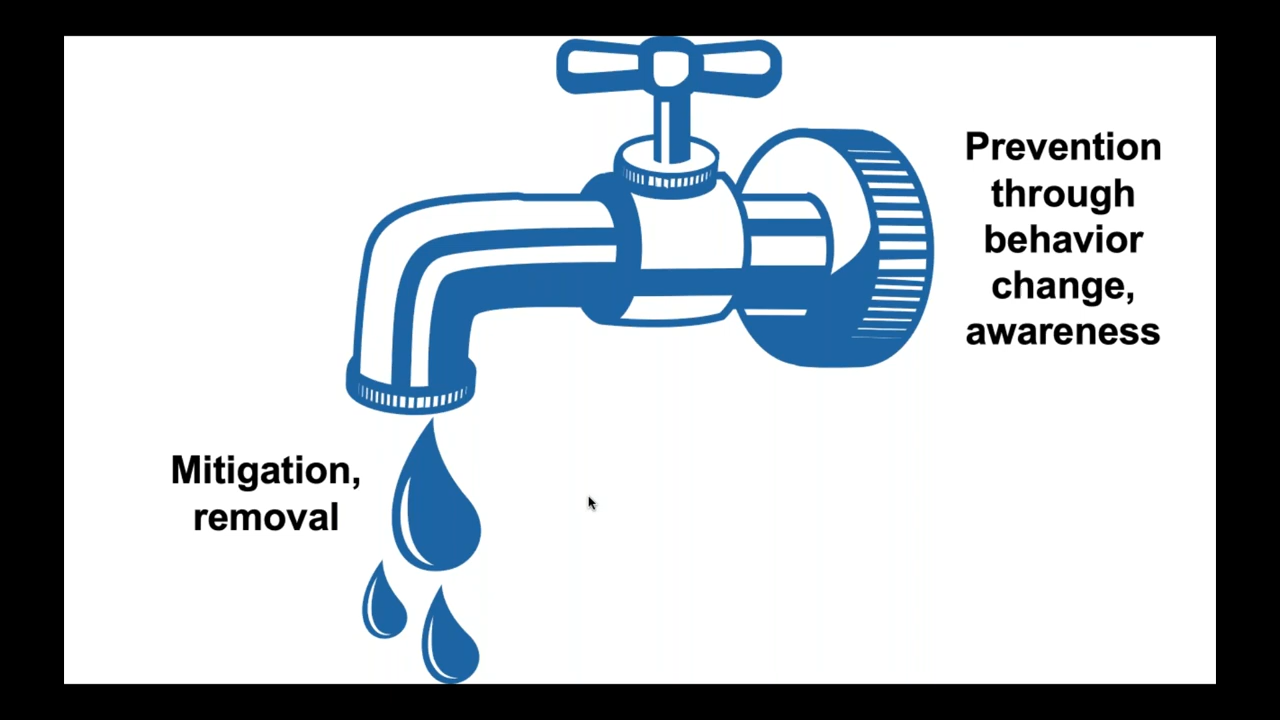 Prevention
through
behavior
change,
awareness
Mitigation,
removal